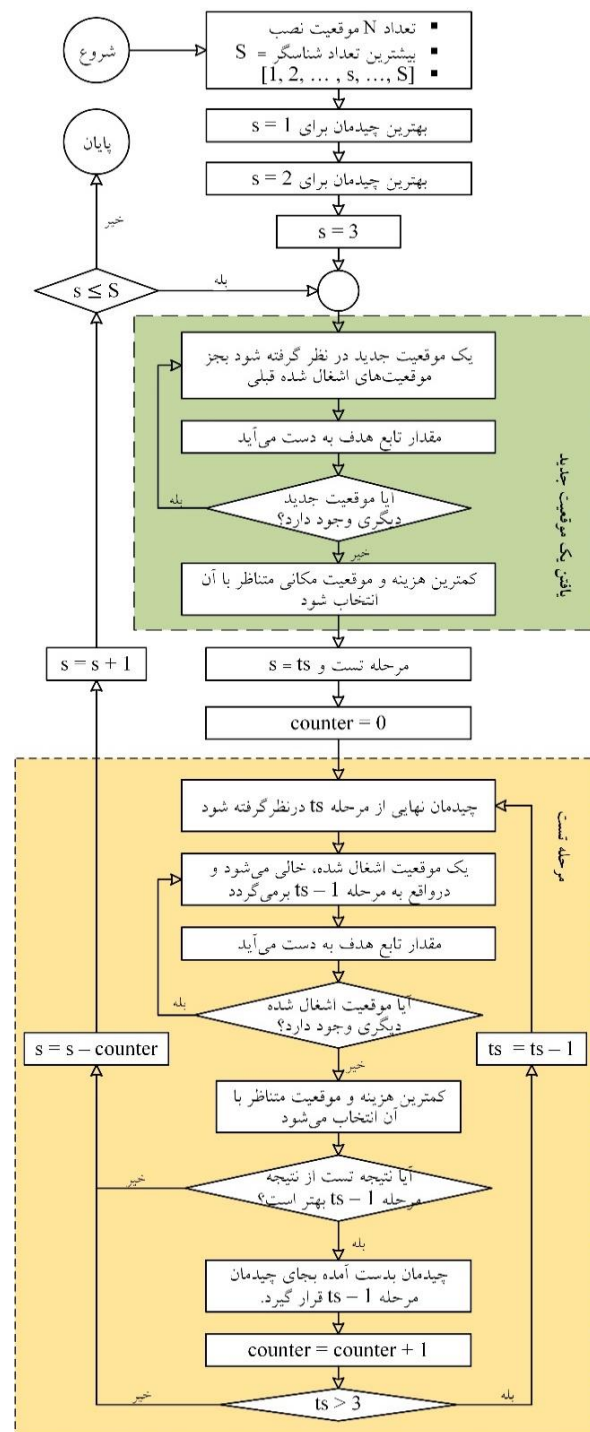 شروع
تعداد N موقعیت نصب
بیشترین تعداد شناسگر = S
[1, 2, … , s, …, S]
بهترین چیدمان برای s = 1
پایان
بهترین چیدمان برای s = 2
خیر
s = 3
s ≤ S
بله
یک موقعیت جدید در نظر گرفته شود بجز
موقعیت‌های اشغال شده قبلی
مقدار تابع هدف به دست می‌آید
آیا موقعیت جدید
دیگری وجود دارد؟
بله
خیر
یافتن یک موقعیت جدید
کمترین هزینه و موقعیت مکانی متناظر با آن
انتخاب شود
s = s + 1
مرحله تست و s = ts
counter = 0
مرحله تست
چیدمان نهایی از مرحله ts درنظرگرفته شود
یک موقعیت اشغال شده، خالی می‌شود و
درواقع به مرحله ts – 1 برمی‌گردد
مقدار تابع هدف به دست می‌آید
آیا موقعیت اشغال شده
دیگری وجود دارد؟
بله
خیر
s = s – counter
ts = ts – 1
کمترین هزینه و موقعیت متناظر با
آن انتخاب می‌شود
آیا نتیجه تست از نتیجه
مرحله ts – 1 بهتر است؟
خیر
بله
چیدمان بدست آمده بجای چیدمان
مرحله ts – 1 قرار گیرد.
counter = counter + 1
ts > 3
خیر
بله